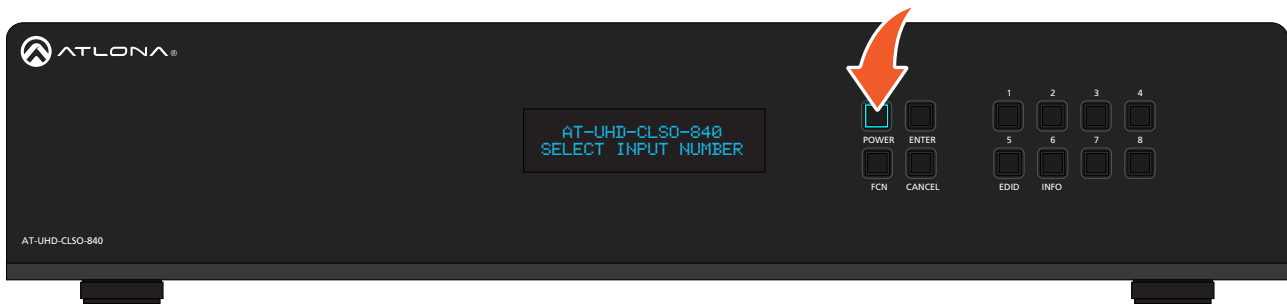 ATLONA®
AT-UHD-CLSO-840
SELECT INPUT NUMBER
1 2 3 4
POWER ENTER
5 6 7 8
FCN CANCEL
EDID INFO
AT-UHD-CLSO-840